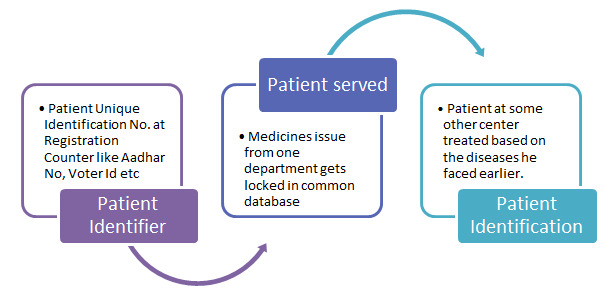 • Patient Unique
Identification No. at
Registration
Counter like Aadhar
No, Voter Id etc
Patient
Identifier
Patient served
• Medicines issue
from one
department gets
locked in common
database
• Patient at some
other center
treated based on
the diseases he
faced earlier.
Patient
Identification